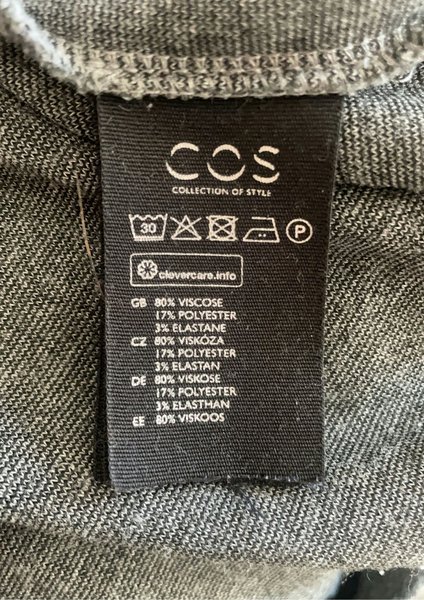 COS
COLLECTION OF STYLE
30 P
clevercare.info
GB 80% VISCOSE
17% POLYESTER
3% ELASTANE
CZ 80% VISKÓZA
17% POLYESTER
3% ELASTAN
DE 80% VISKOSE
17% POLYESTER
3% ELASTHAN
EE 80% VISKOOS